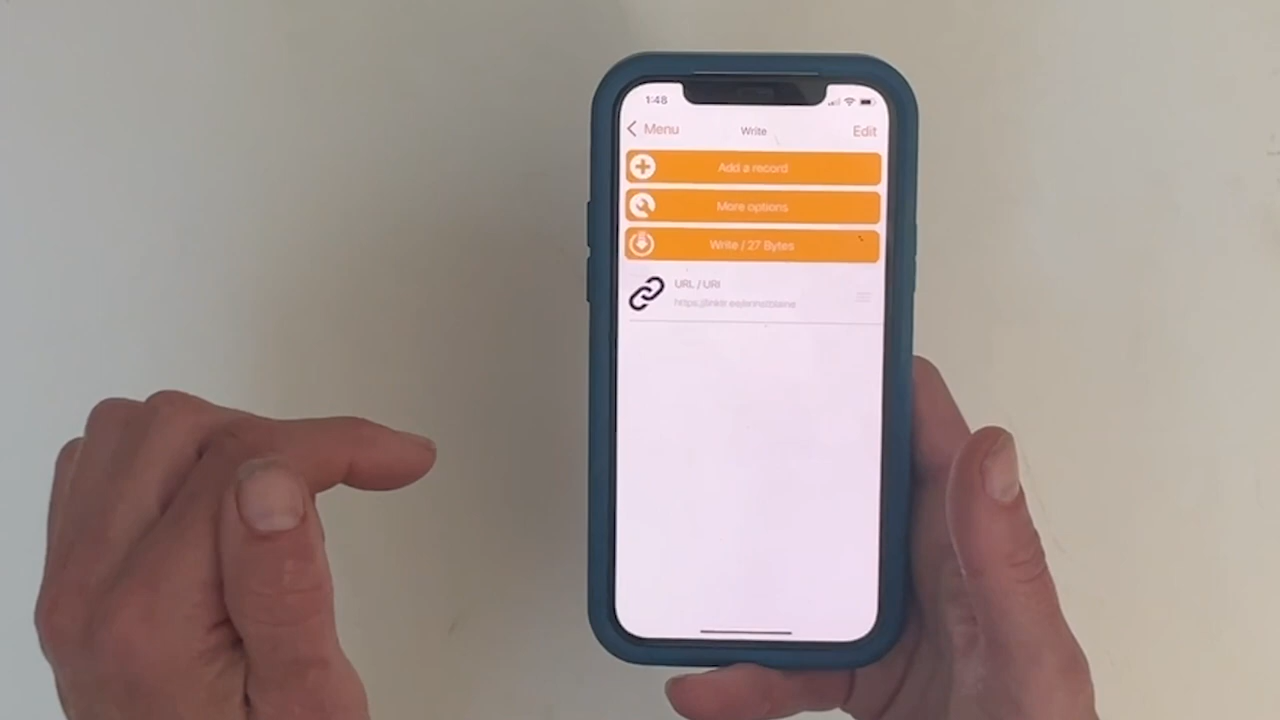 1:48
Menu
Write
Edit
Add a record
More options
Write / 27 Bytes
URL / URI